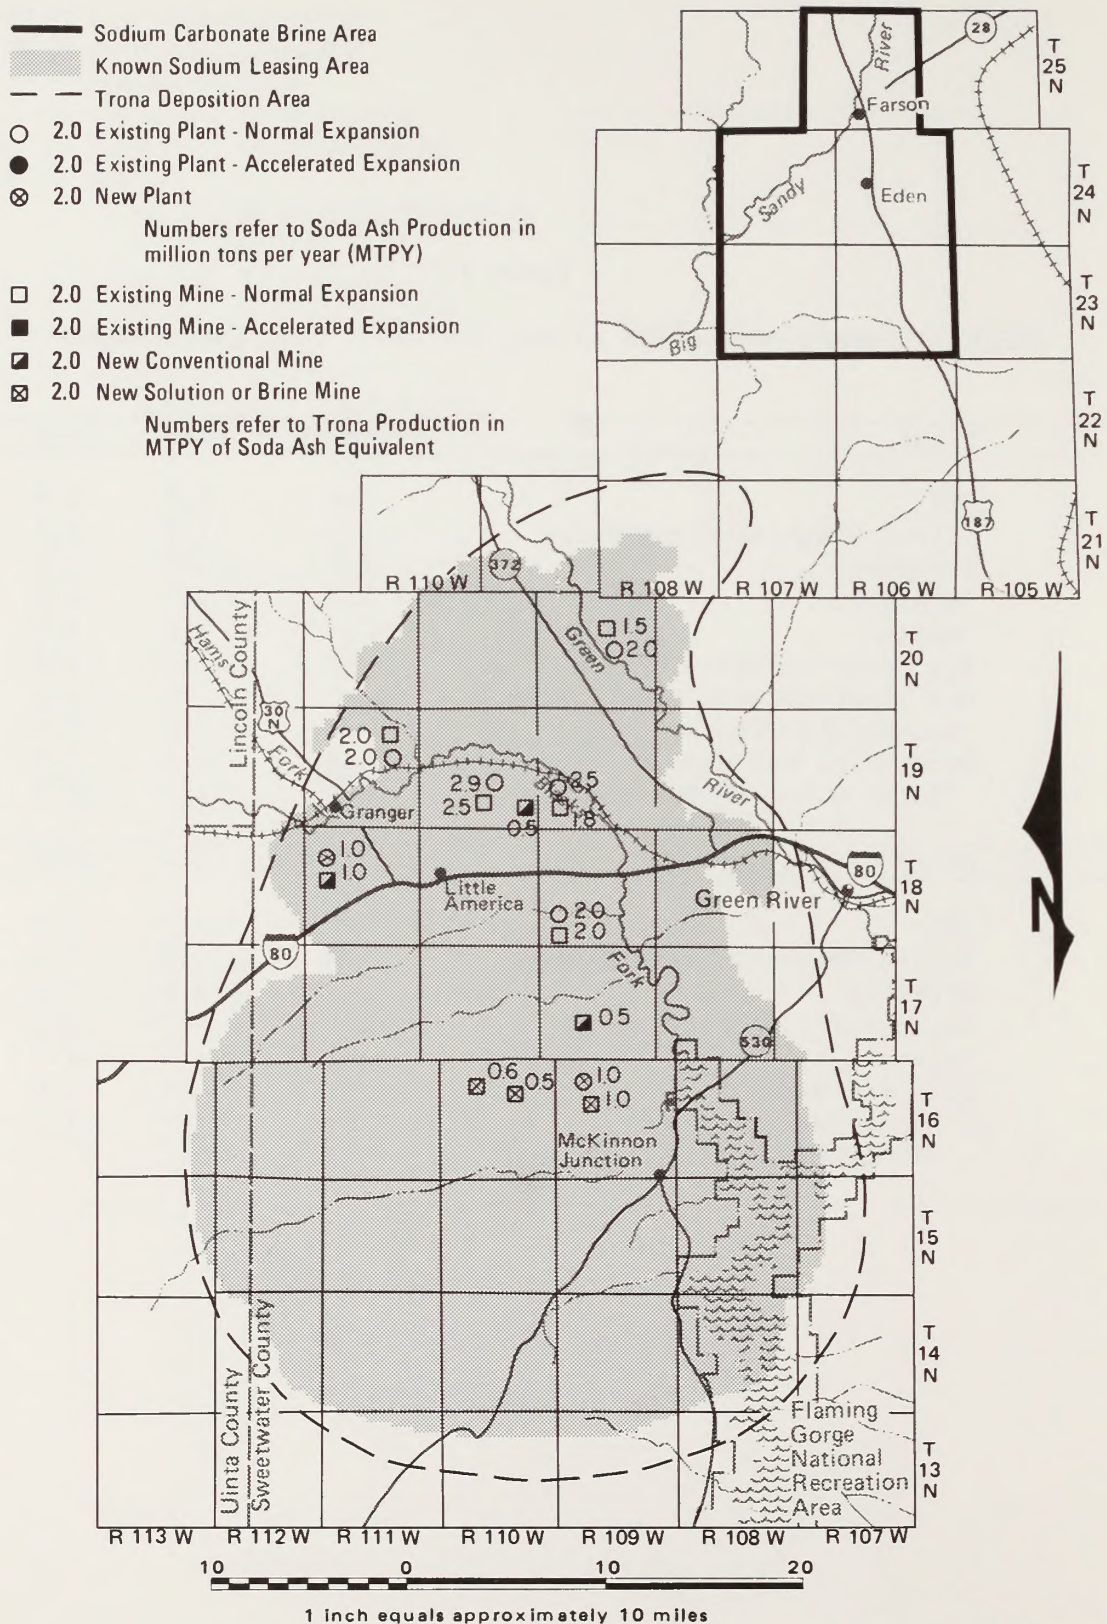 Sodium Carbonate Brine Area
Known Sodium Leasing Area
Trona Deposition Area
2.0 Existing Plant - Normal Expansion
2.0 Existing Plant - Accelerated Expansion
2.0 New Plant
Numbers refer to Soda Ash Production in
million tons per year (MTPY)
2.0 Existing Mine - Normal Expansion
2.0 Existing Mine - Accelerated Expansion
2.0 New Conventional Mine
2.0 New Solution or Brine Mine
Numbers refer to Trona Production in
MTPY of Soda Ash Equivalent
River
28
T
25
N
Farson
T
24
N
Sandy
Eden
T
23
N
Big
T
22
N
187
T
21
N
372
R 110 W
R 108 W
R 107 W
R 106 W
R 105 W
Hams
Lincoln County
Green
1.5
2.0
T
20
N
30
N
Fork
2.0
2.0
T
19
N
2.9
2.5
River
Granger
2.5
0.5
1.8
1.0
1.0
80
T
18
N
Little
America
Green River
2.0
2.0
N
80
Fork
T
17
N
0.5
530
0.6
0.5
1.0
1.0
T
16
N
McKinnon
Junction
T
15
N
T
14
N
Uinta County
Sweetwater County
Flaming
Gorge
National
Recreation
Area
T
13
N
R 113 W
R 112 W
R 111 W
R 110 W
R 109 W
R 108 W
R 107 W
10
0
10
20
1 inch equals approximately 10 miles